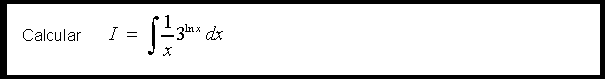 Calcular I = ∫ 1/x 3^{ln x} dx